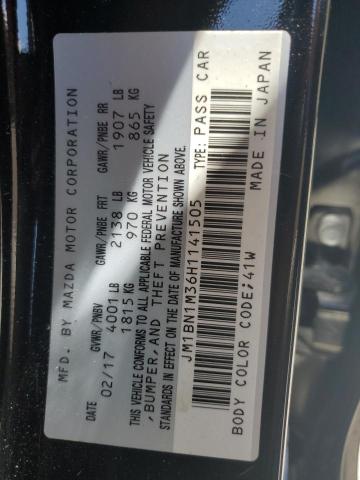 MFD. BY MAZDA MOTOR CORPORATION
DATE GVWR/PNBV GAWR/PNBE FRT GAWR/PNBE RR
02/17 4001 LB 2138 LB 1907 LB
1815 KG 970 KG 865 KG
THIS VEHICLE CONFORMS TO ALL APPLICABLE FEDERAL MOTOR VEHICLE SAFETY
,BUMPER,AND THEFT PREVENTION
STANDARDS IN EFFECT ON THE DATE OF MANUFACTURE SHOWN ABOVE.
JM1BN1M36H1141505 TYPE: PASS CAR
BODY COLOR CODE;41W MADE IN JAPAN